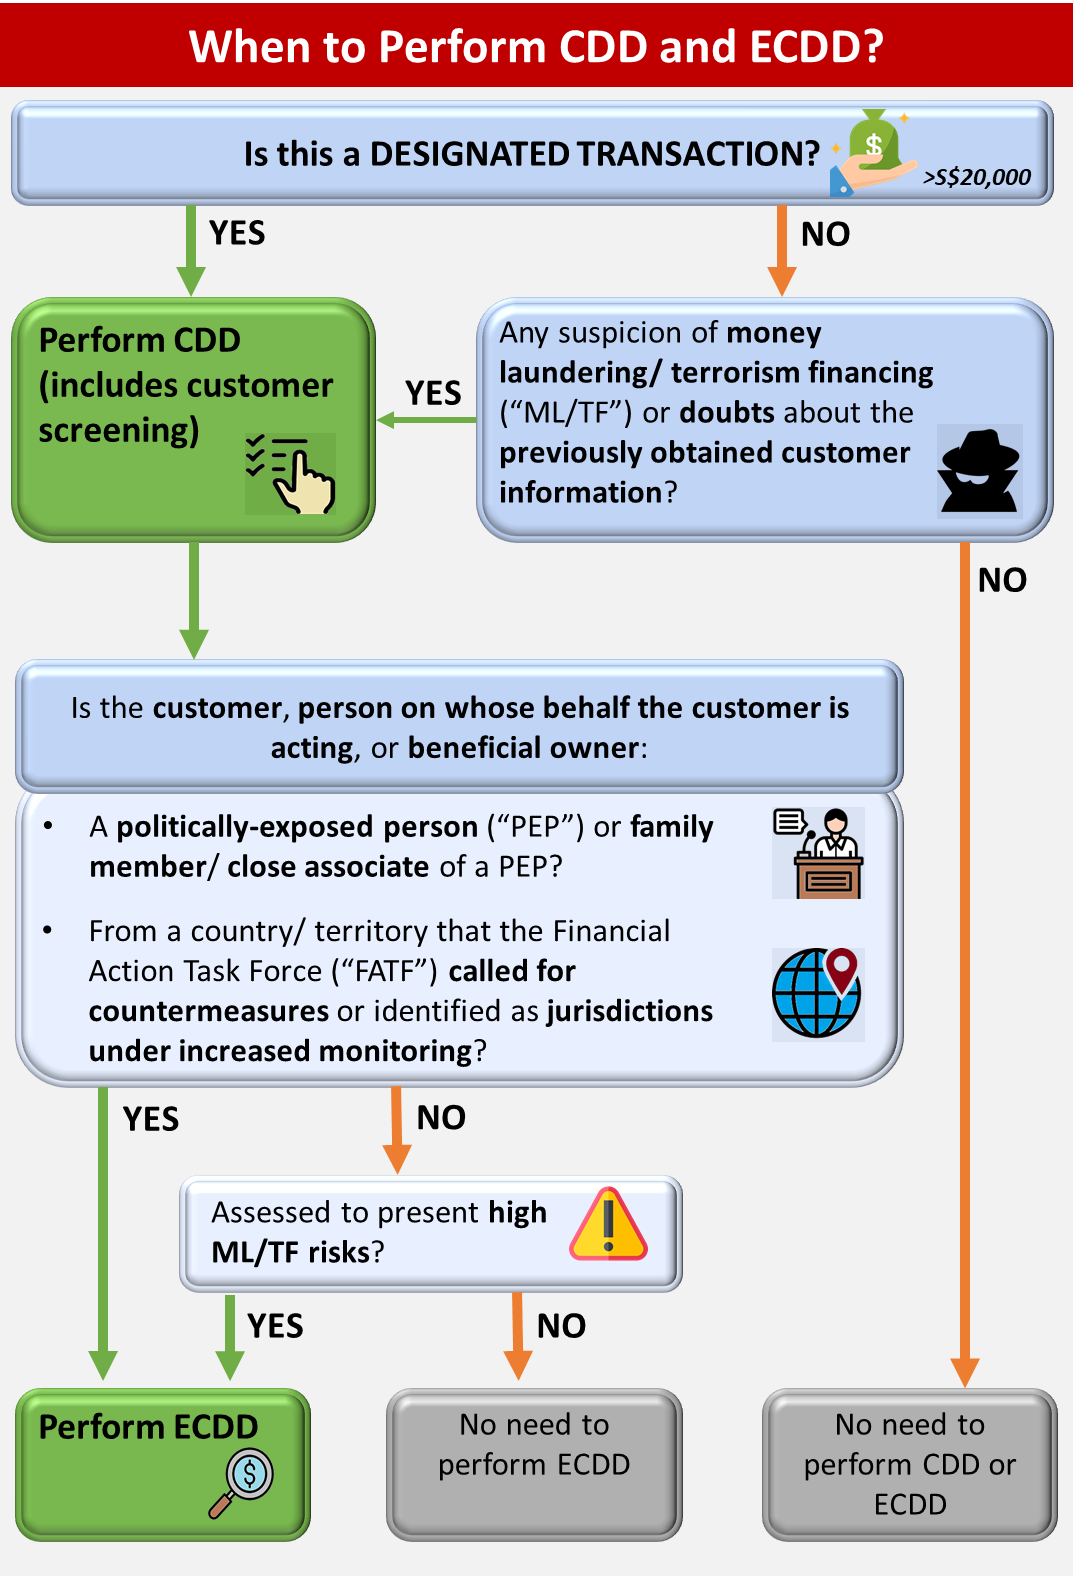 When to Perform CDD and ECDD?
Is this a DESIGNATED TRANSACTION?
$
>S$20,000
YES
NO
Perform CDD
(includes customer
screening)
YES
Any suspicion of money
laundering/ terrorism financing
(“ML/TF”) or doubts about the
previously obtained customer
information?
NO
Is the customer, person on whose behalf the customer is
acting, or beneficial owner:
• A politically-exposed person (“PEP”) or family
member/ close associate of a PEP?
• From a country/ territory that the Financial
Action Task Force (“FATF”) called for
countermeasures or identified as jurisdictions
under increased monitoring?
YES
NO
Assessed to present high
ML/TF risks?
YES
NO
Perform ECDD
$
No need to
perform ECDD
No need to
perform CDD or
ECDD